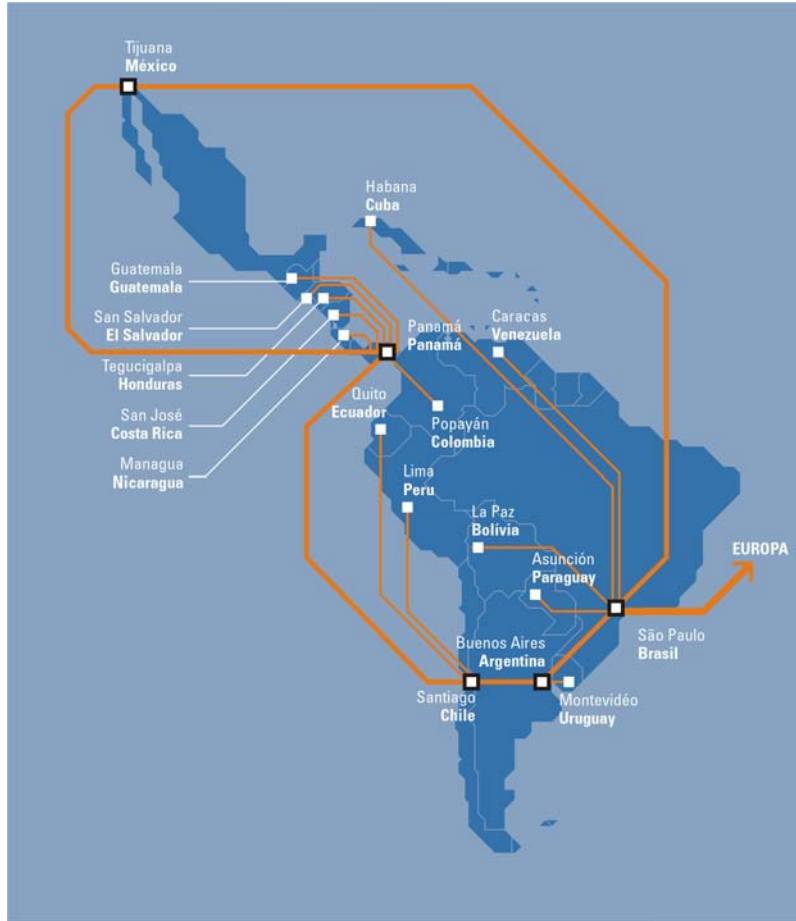 Tijuana
México
Habana
Cuba
Guatemala
Guatemala
San Salvador
El Salvador
Caracas
Venezuela
Panamá
Panamá
Tegucigalpa
Honduras
Quito
Ecuador
San José
Costa Rica
Popayán
Colombia
Managua
Nicaragua
Lima
Peru
La Paz
Bolívia
EUROPA
Asunción
Paraguay
São Paulo
Brasil
Buenos Aires
Argentina
Santiago
Chile
Montevidéo
Uruguay